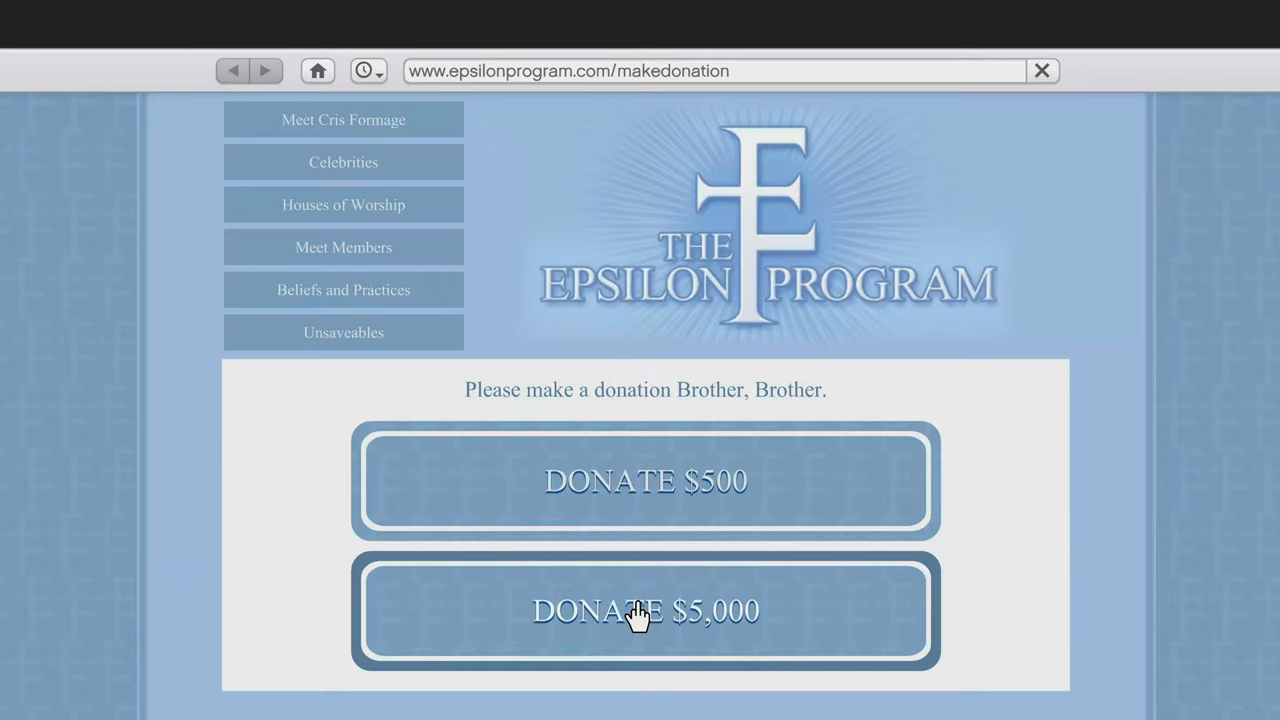 www.epsilonprogram.com/makedonation
Meet Cris Formage
Celebrities
Houses of Worship
Meet Members
Beliefs and Practices
Unsaveables
THE
EPSILON PROGRAM
Please make a donation Brother, Brother.
DONATE $500
DONATE $5,000